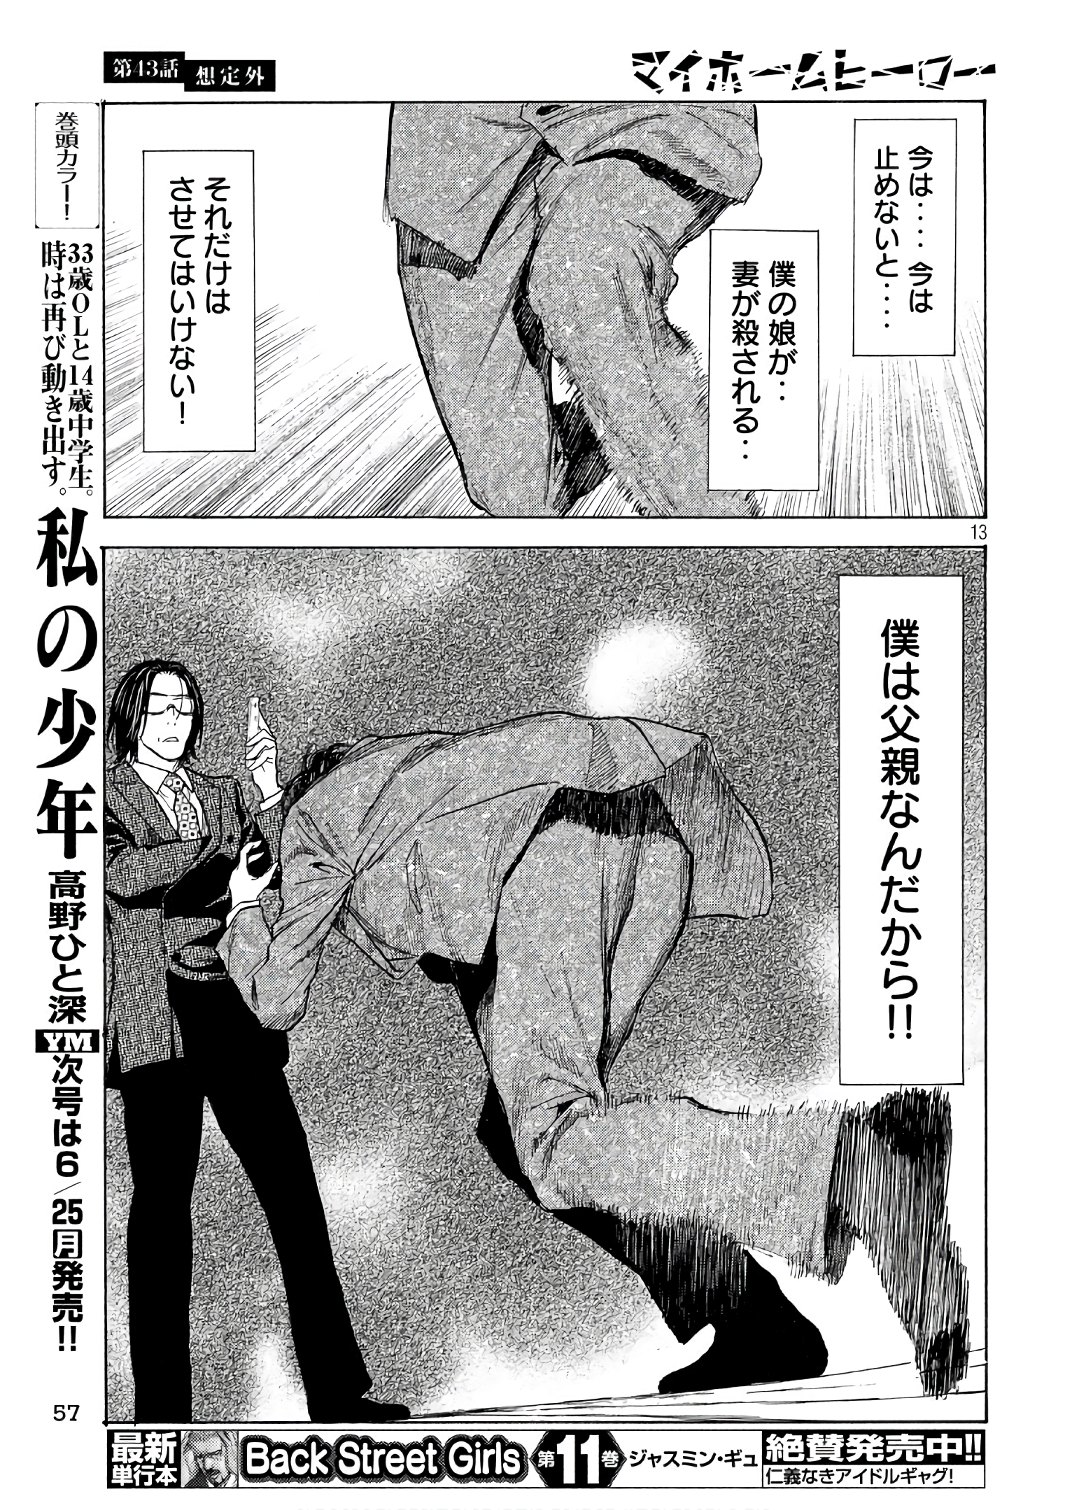 第43話
想定外
マイホームヒーロー
今は‥‥今は
止めないと‥‥
僕の娘が‥
妻が殺される‥
それだけは
させてはいけない！
13
僕は父親なんだから!!
巻頭カラー！
33歳OLと14歳中学生。
時は再び動き出す。
私の少年
高野ひと深
YM
次号は6／25月発売!!
57
最新
単行本
Back Street Girls
第11巻
ジャスミン・ギュ
絶賛発売中!!
仁義なきアイドルギャグ!